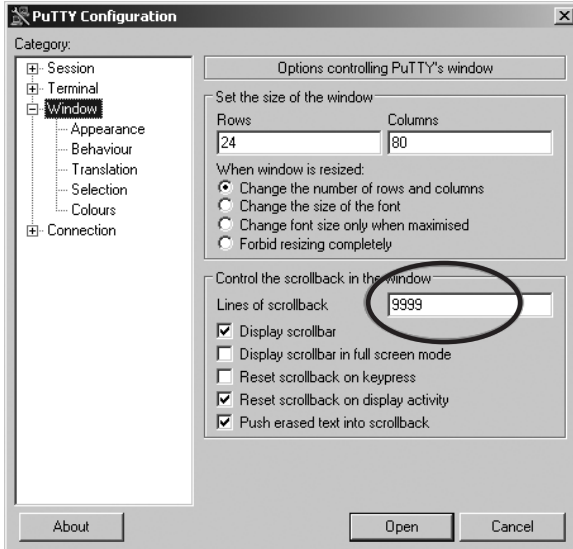 PuTTY Configuration
Category:
Session
Terminal
Window
Appearance
Behaviour
Translation
Selection
Colours
Connection
Options controlling PuTTY's window
Set the size of the window
Rows Columns
24 80
When window is resized:
Change the number of rows and columns
Change the size of the font
Change font size only when maximised
Forbid resizing completely
Control the scrollback in the window
Lines of scrollback 9999
Display scrollbar
Display scrollbar in full screen mode
Reset scrollback on keypress
Reset scrollback on display activity
Push erased text into scrollback
About Open Cancel